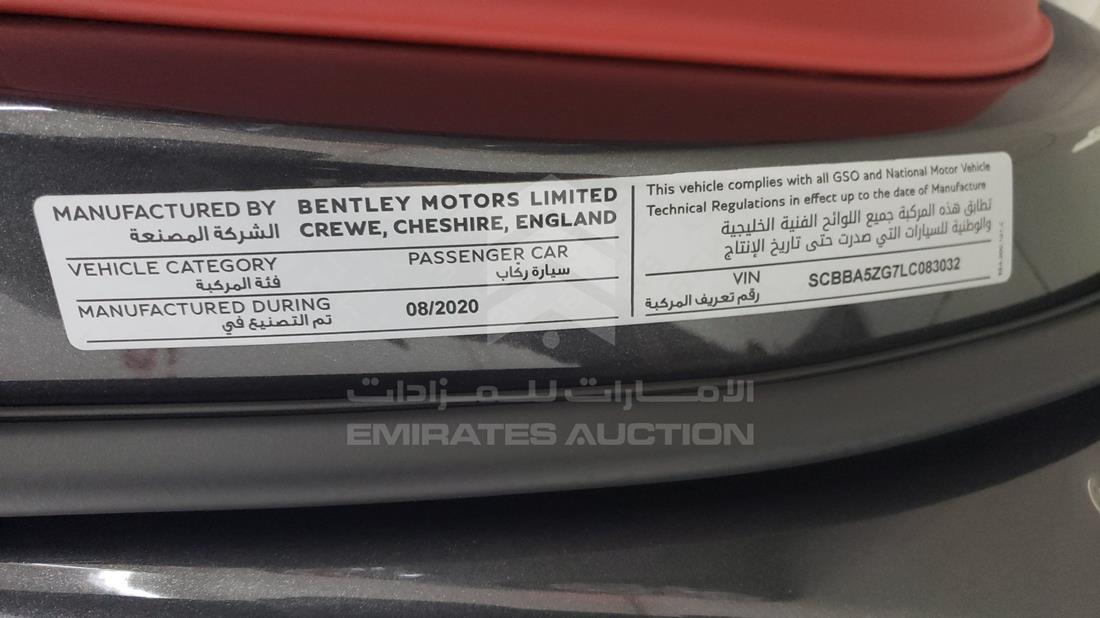 MANUFACTURED BY
الشركة المصنعة
BENTLEY MOTORS LIMITED
CREWE, CHESHIRE, ENGLAND
VEHICLE CATEGORY
فئة المركبة
PASSENGER CAR
سيارة ركاب
MANUFACTURED DURING
تم التصنيع في
08/2020
This vehicle complies with all GSO and National Motor Vehicle
Technical Regulations in effect up to the date of Manufacture
تطابق هذه المركبة جميع اللوائح الفنية الخليجية
والوطنية للسيارات التي صدرت حتى تاريخ الإنتاج
VIN
رقم تعريف المركبة
SCBBA5ZG7LC083032
الامارات للمزادات
EMIRATES AUCTION